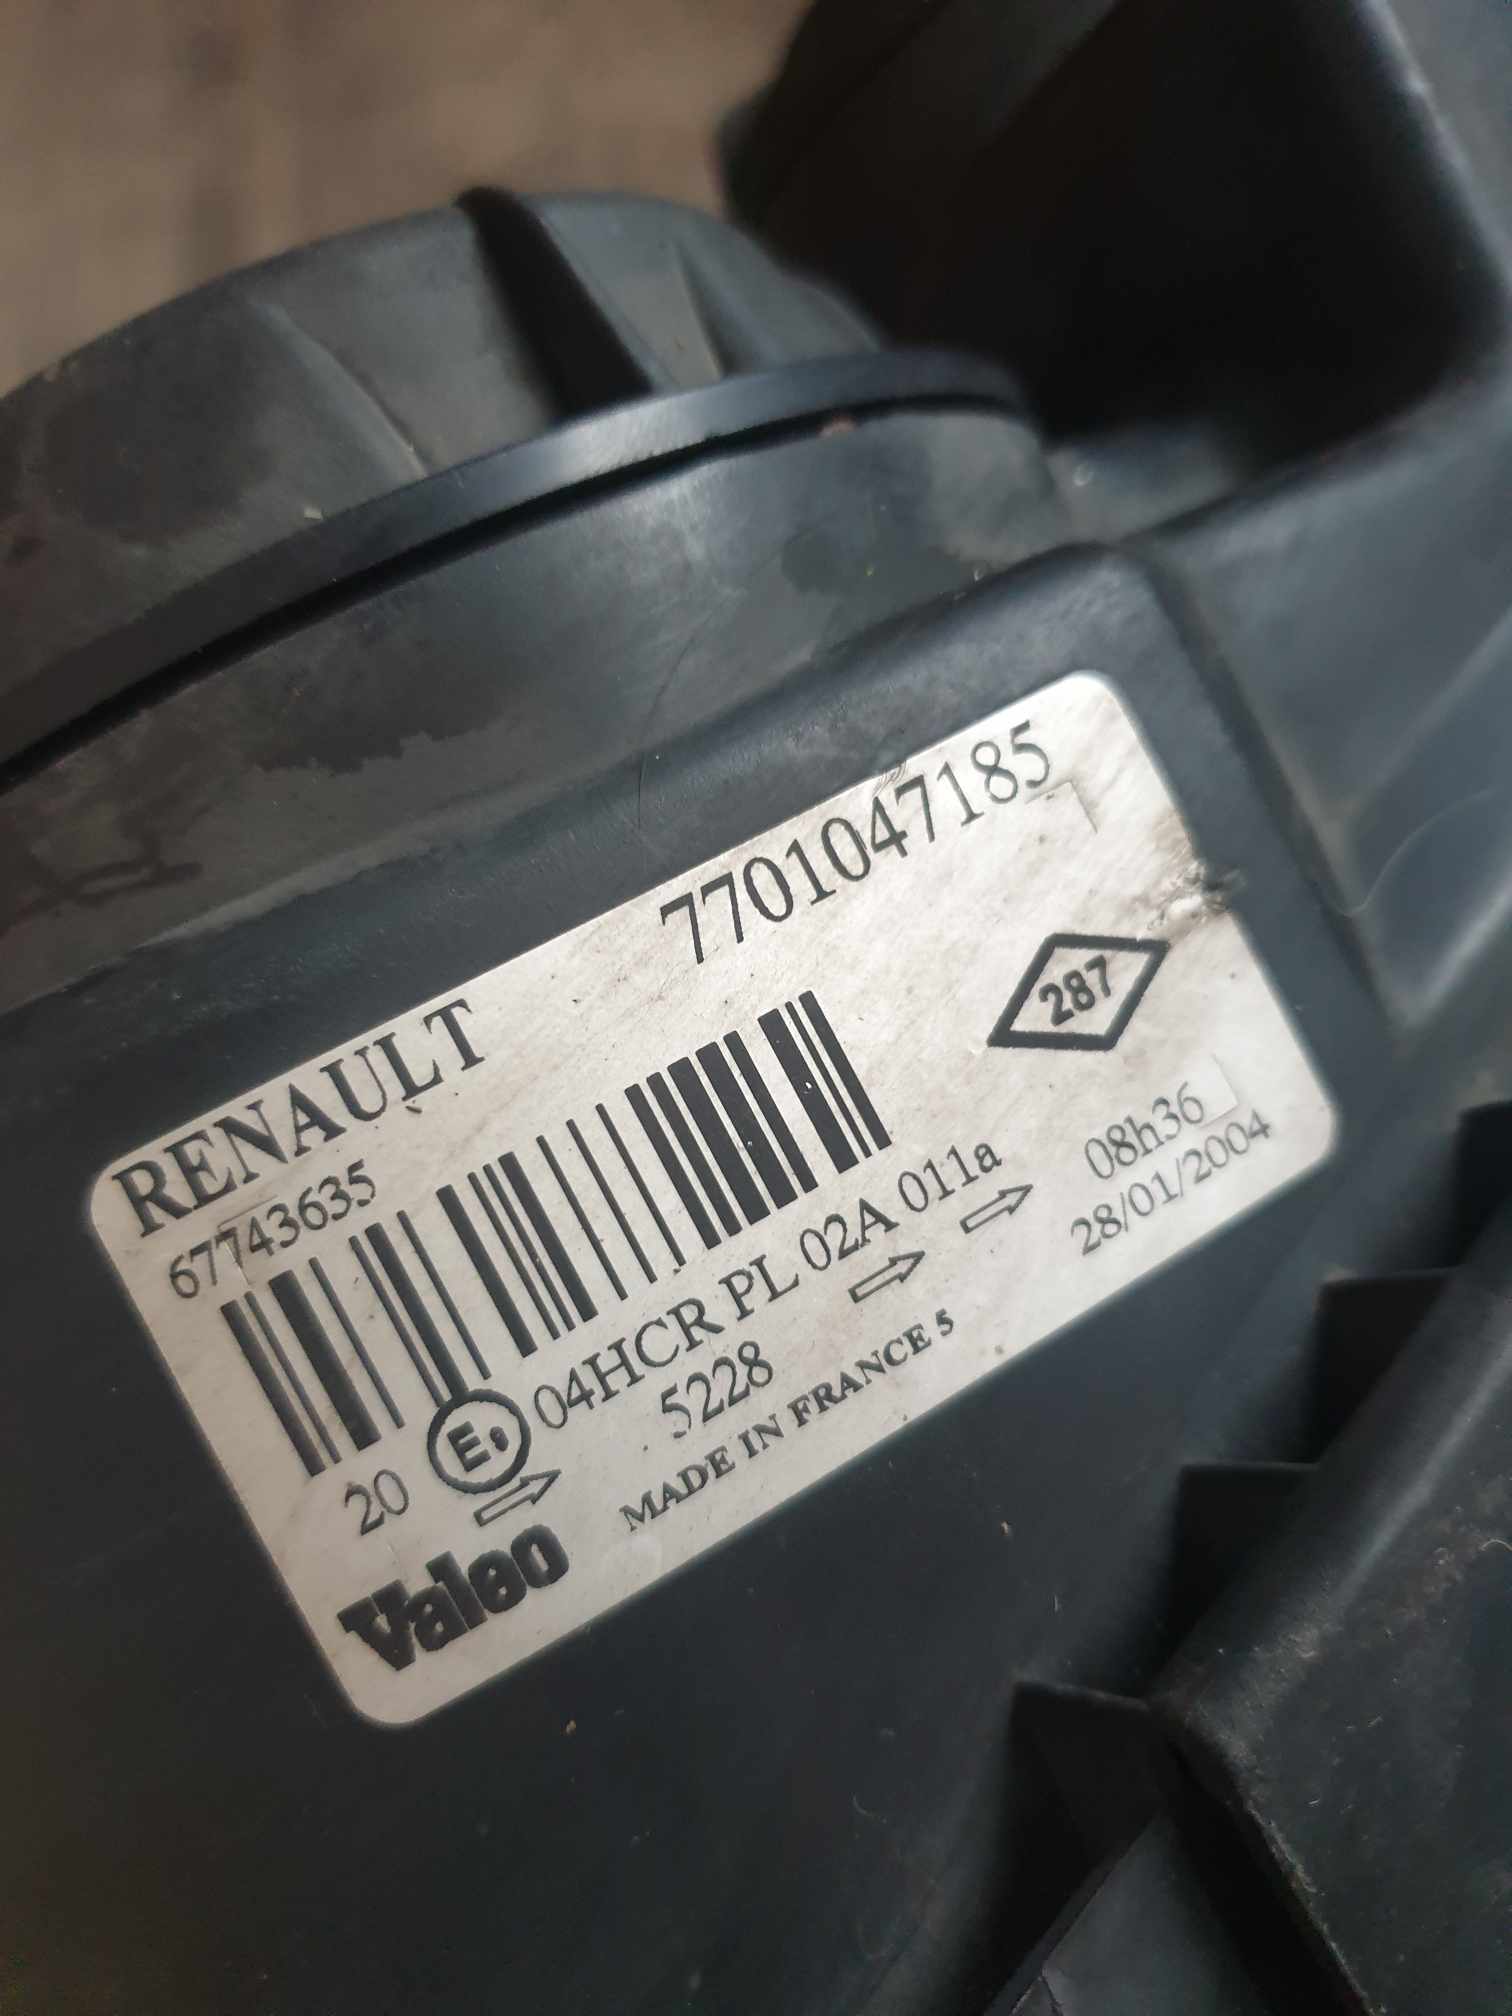 RENAULT 7701047185
67743635
287
20 E1 04HCR PL 02A 011a 08h36
5228 28/01/2004
Valeo MADE IN FRANCE 5